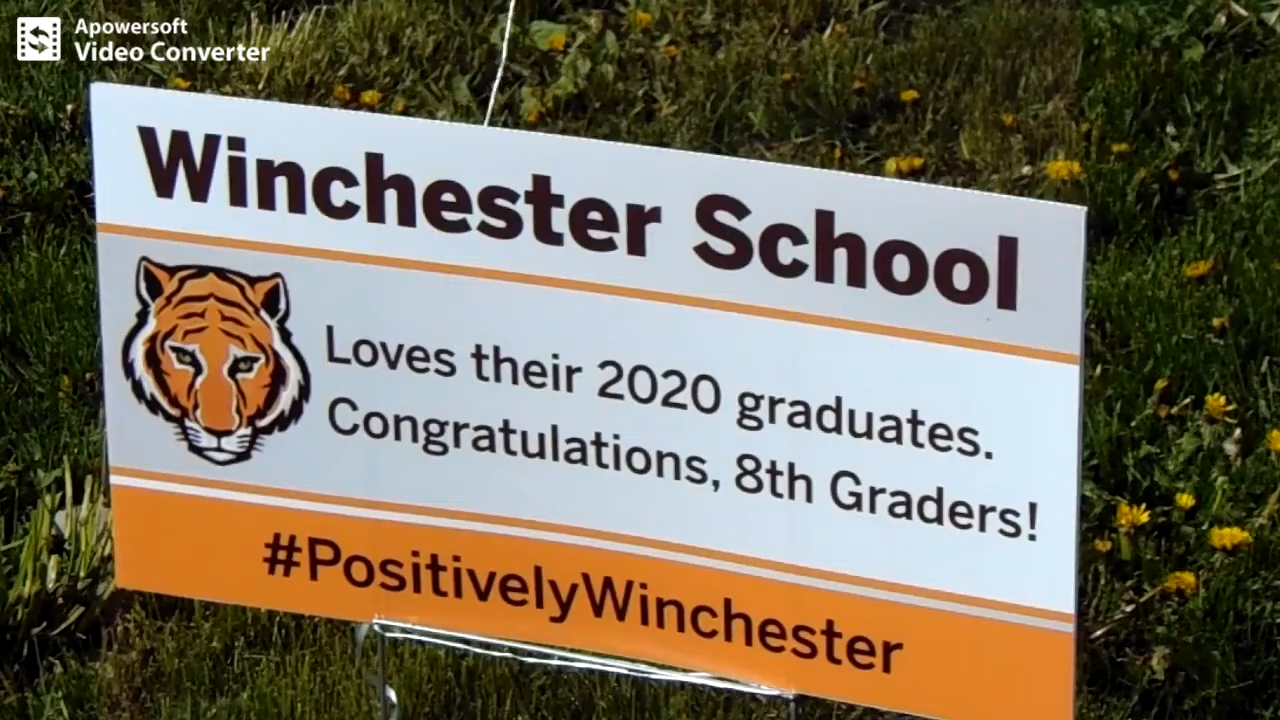 Apowersoft
Video Converter
Winchester School
Loves their 2020 graduates.
Congratulations, 8th Graders!
#PositivelyWinchester